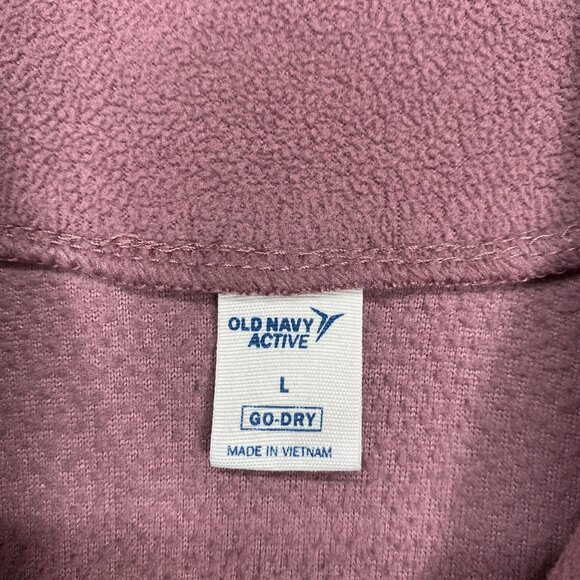 OLD NAVY
ACTIVE
L
GO-DRY
MADE IN VIETNAM